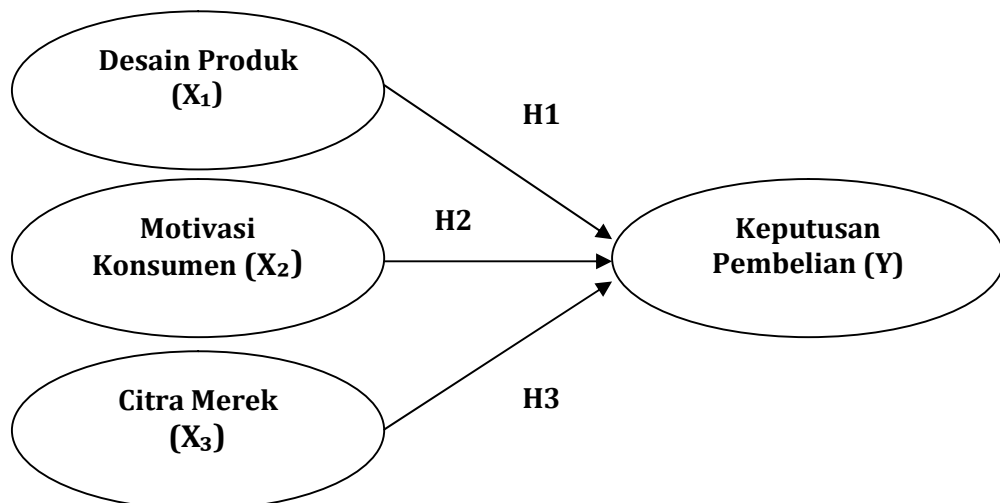 Desain Produk
(X₁)
H1
Motivasi
Konsumen (X₂)
H2
Keputusan
Pembelian (Y)
Citra Merek
(X₃)
H3